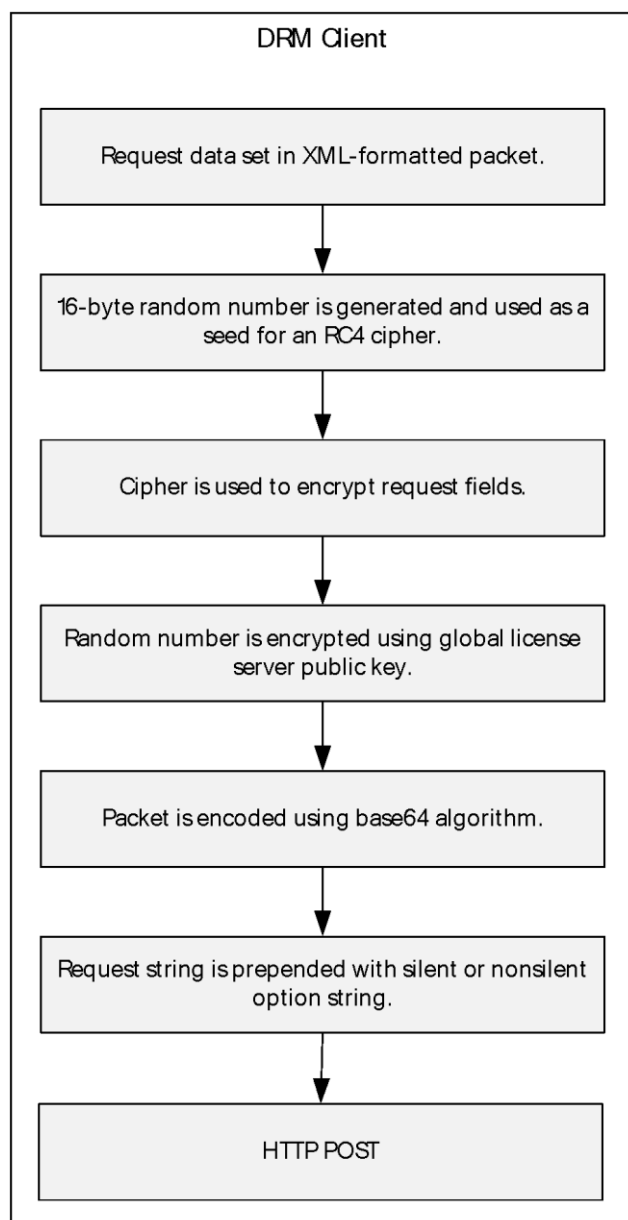 DRM Client
Request data set in XML-formatted packet.
16-byte random number is generated and used as a
seed for an RC4 cipher.
Cipher is used to encrypt request fields.
Random number is encrypted using global license
server public key.
Packet is encoded using base64 algorithm.
Request string is prepended with silent or nonsilent
option string.
HTTP POST